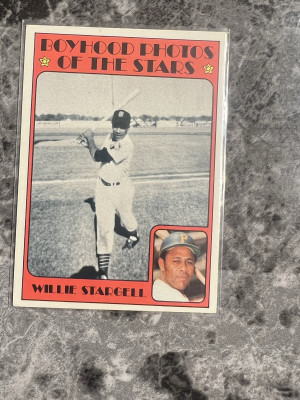 BOYHOOD PHOTOS
OF THE STARS
WILLIE STARGELL